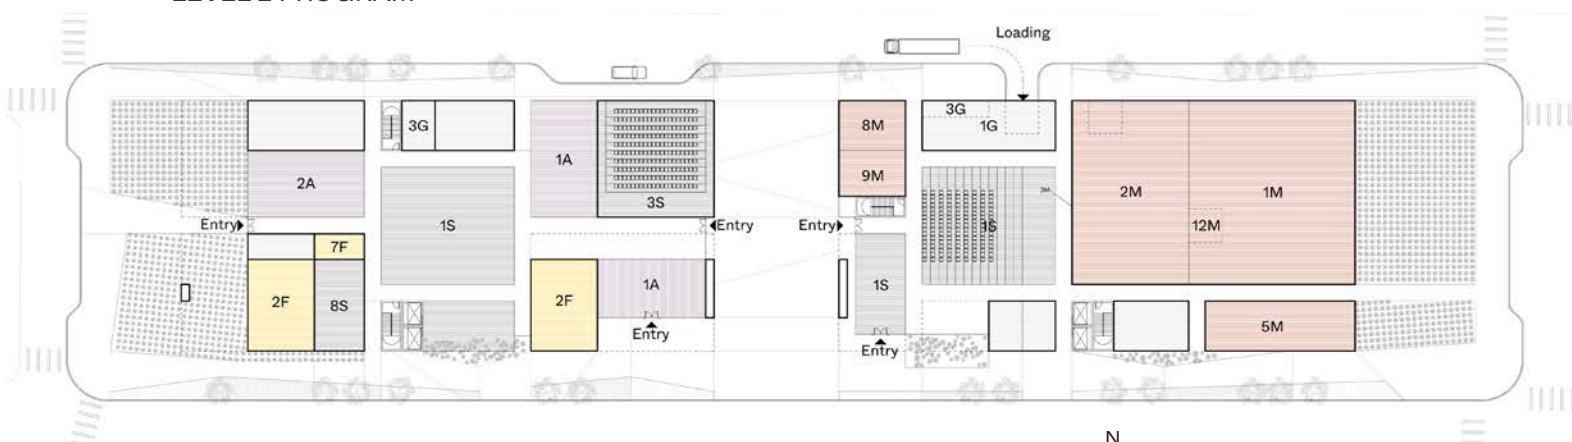 Loading
3G
8M
3G
1G
1A
2A
9M
2M
1M
3S
Entry
1S
Entry
Entry
1S
12M
7F
2F
8S
2F
1A
1S
5M
Entry
Entry
N